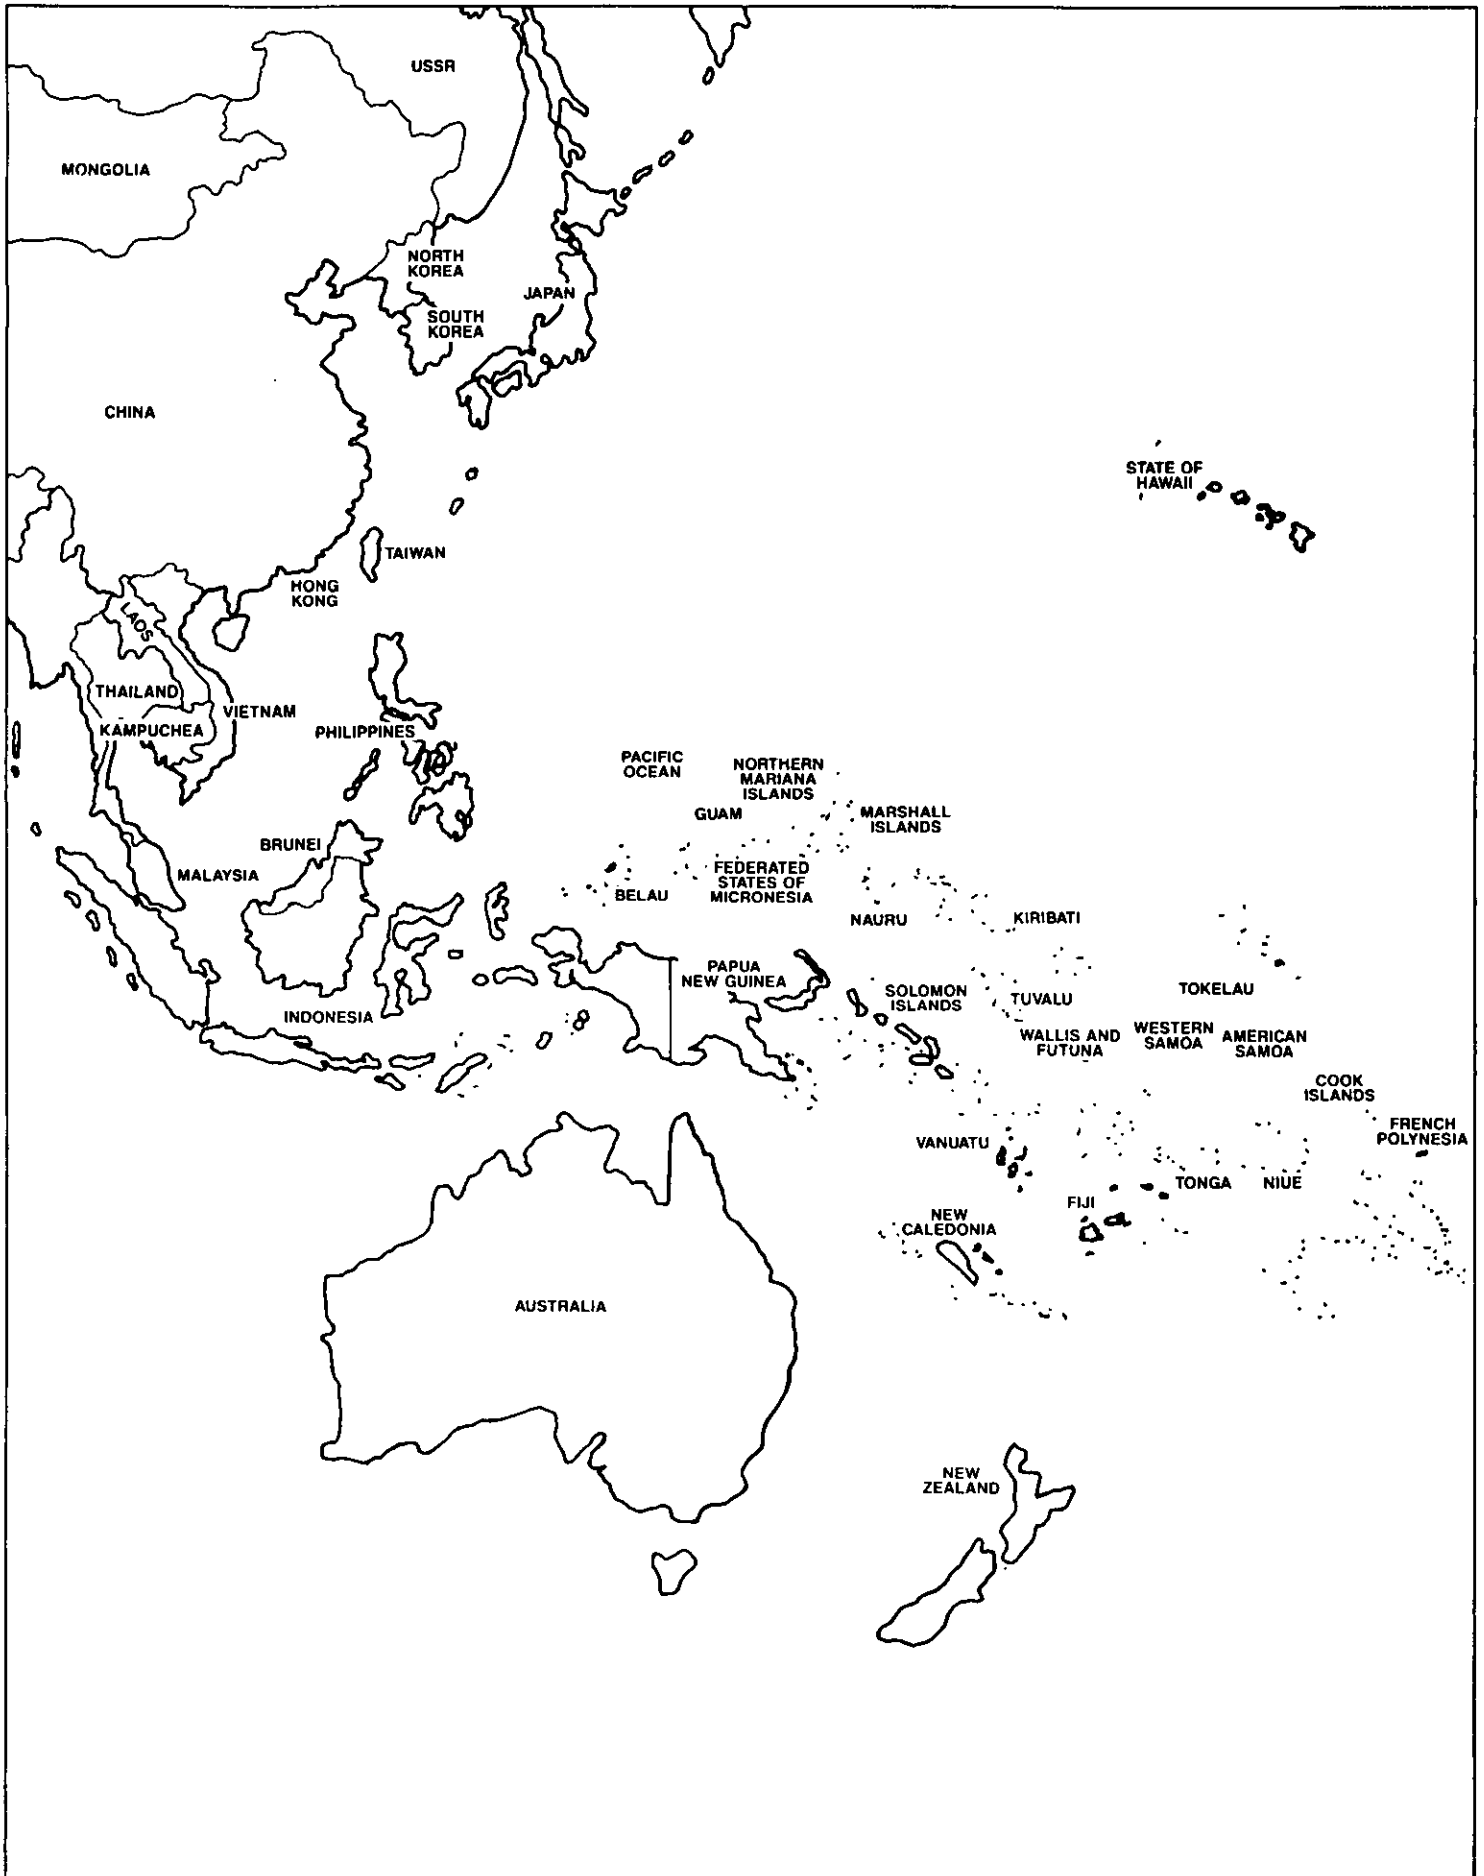 USSR
MONGOLIA
NORTH
KOREA
JAPAN
SOUTH
KOREA
CHINA
STATE OF
HAWAII
TAIWAN
HONG
KONG
LAOS
THAILAND
VIETNAM
KAMPUCHEA
PHILIPPINES
PACIFIC
OCEAN
NORTHERN
MARIANA
ISLANDS
GUAM
MARSHALL
ISLANDS
BRUNEI
MALAYSIA
FEDERATED
STATES OF
MICRONESIA
BELAU
NAURU
KIRIBATI
PAPUA
NEW GUINEA
SOLOMON
ISLANDS
TUVALU
TOKELAU
INDONESIA
WALLIS AND
FUTUNA
WESTERN
SAMOA
AMERICAN
SAMOA
COOK
ISLANDS
FRENCH
POLYNESIA
VANUATU
TONGA
NIUE
FIJI
NEW
CALEDONIA
AUSTRALIA
NEW
ZEALAND